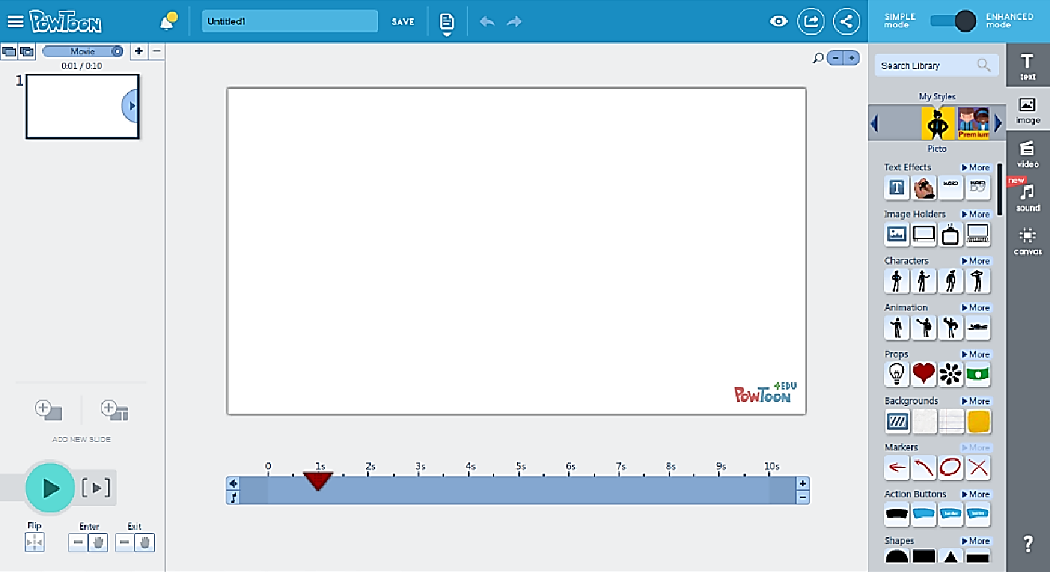 PowToon
Untitled1
SAVE
SIMPLE mode
ENHANCED mode
Movie
0:01 / 0:10
1
Search Library
Text
My Styles
image
Premium
Picto
video
Text Effects
More
new
sound
Image Holders
More
canvas
Characters
More
Animation
More
Props
More
4EDU
PowToon
Backgrounds
More
ADD NEW SLIDE
Markers
More
0 1s 2s 3s 4s 5s 6s 7s 8s 9s 10s
Action Buttons
More
Flip
Enter
Exit
Shapes
More
?